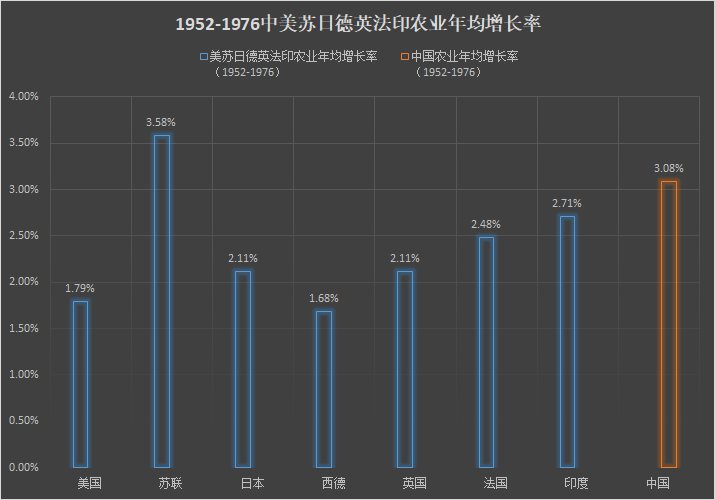 1952-1976中美苏日德英法印农业年均增长率
美苏日德英法印农业年均增长率
（1952-1976）
中国农业年均增长率
（1952-1976）
4.00%
3.50%
3.00%
2.50%
2.00%
1.50%
1.00%
0.50%
0.00%
1.79%
3.58%
2.11%
1.68%
2.11%
2.48%
2.71%
3.08%
美国
苏联
日本
西德
英国
法国
印度
中国